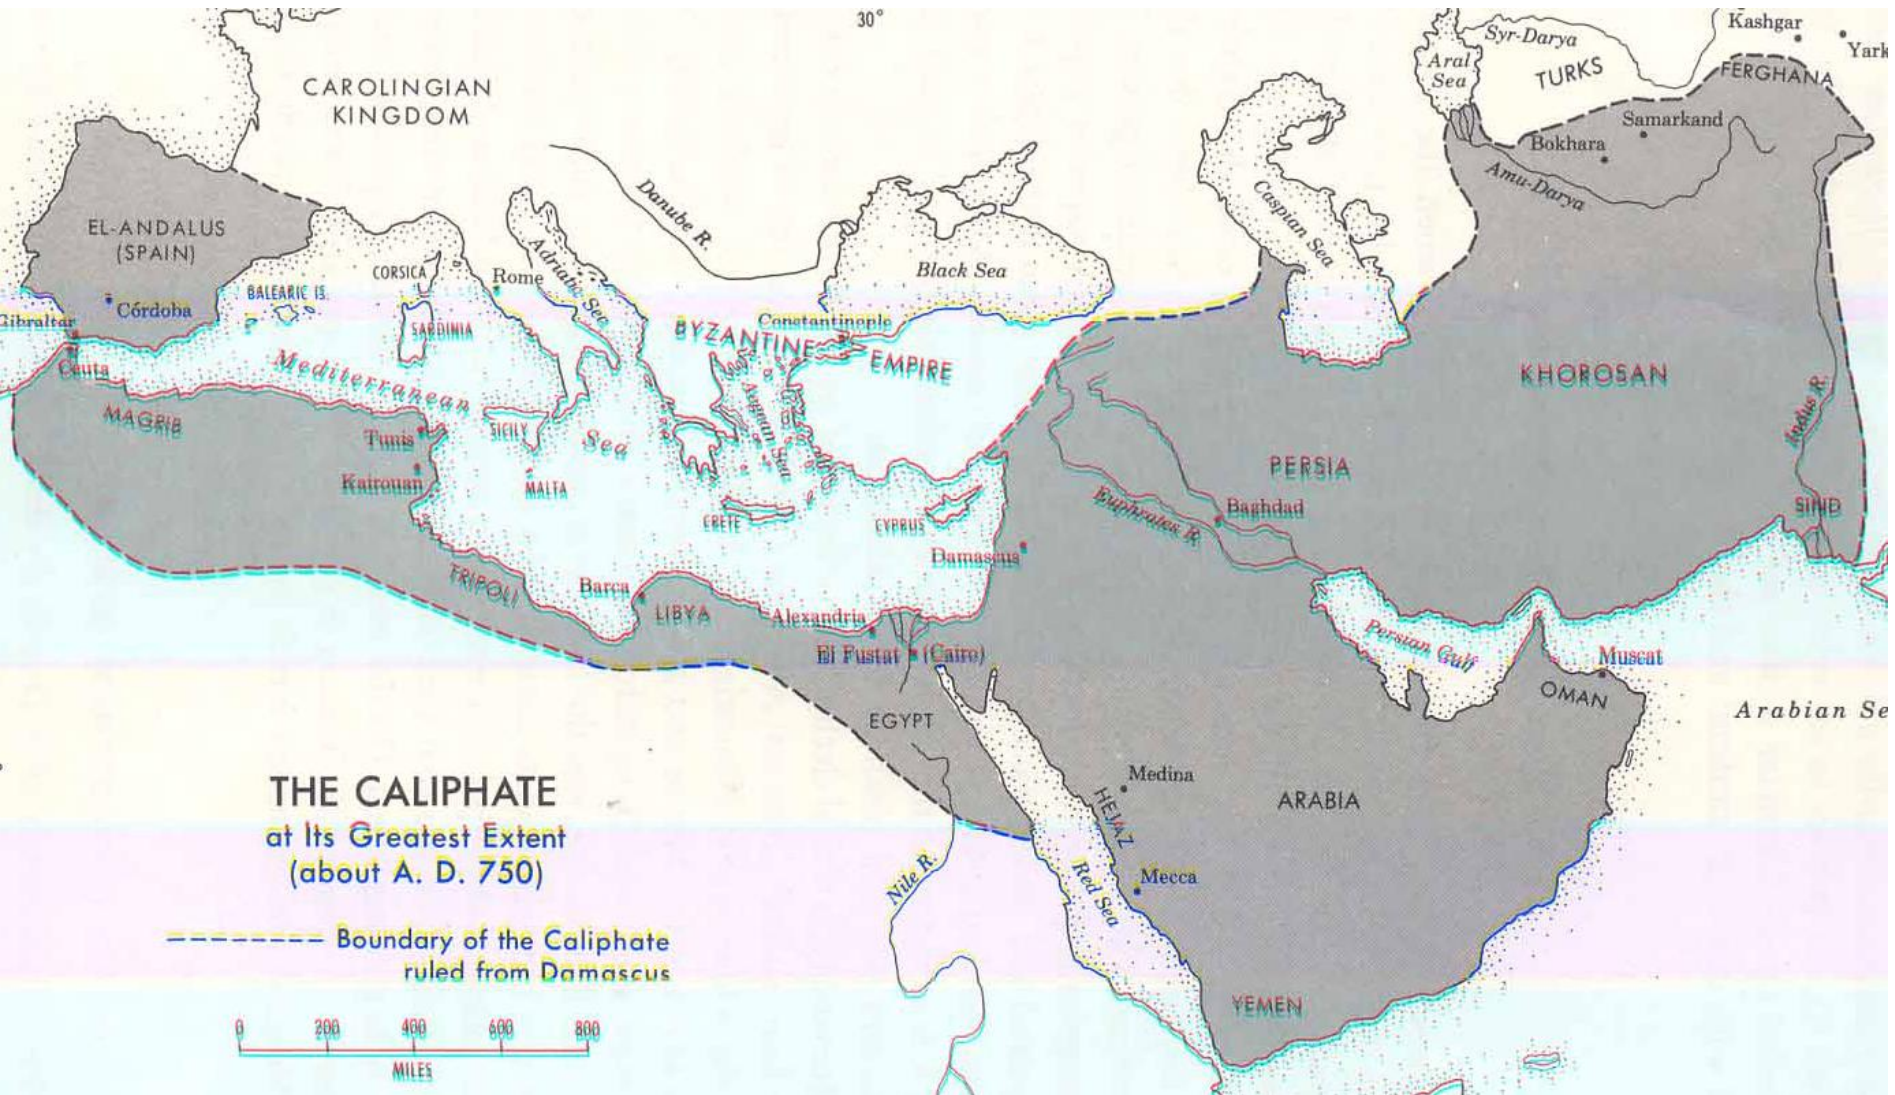 30°
Kashgar
Syr-Darya
Aral
Sea
TURKS
FERGHANA
CAROLINGIAN
KINGDOM
Samarkand
Bokhara
Amu-Darya
Danube R.
Caspian Sea
EL-ANDALUS
(SPAIN)
Adriatic Sea
CORSICA
Rome
Black Sea
BALEARIC IS.
Córdoba
Gibraltar
SARDINIA
Constantinople
BYZANTINE
EMPIRE
Ceuta
Mediterranean
Sea
KHOROSAN
Aegean Sea
MAGRIB
Indus R.
Tunis
SICILY
PERSIA
Kairouan
MALTA
Euphrates R.
Baghdad
SIND
CRETE
CYPRUS
Damascus
TRIPOLI
Barca
LIBYA
Alexandria
El Fustat (Cairo)
Persian Gulf
Muscat
OMAN
EGYPT
Arabian Se
Medina
HEJAZ
ARABIA
THE CALIPHATE
at Its Greatest Extent
(about A. D. 750)
Nile R.
Red Sea
Mecca
Boundary of the Caliphate
ruled from Damascus
YEMEN
0 200 400 600 800
MILES